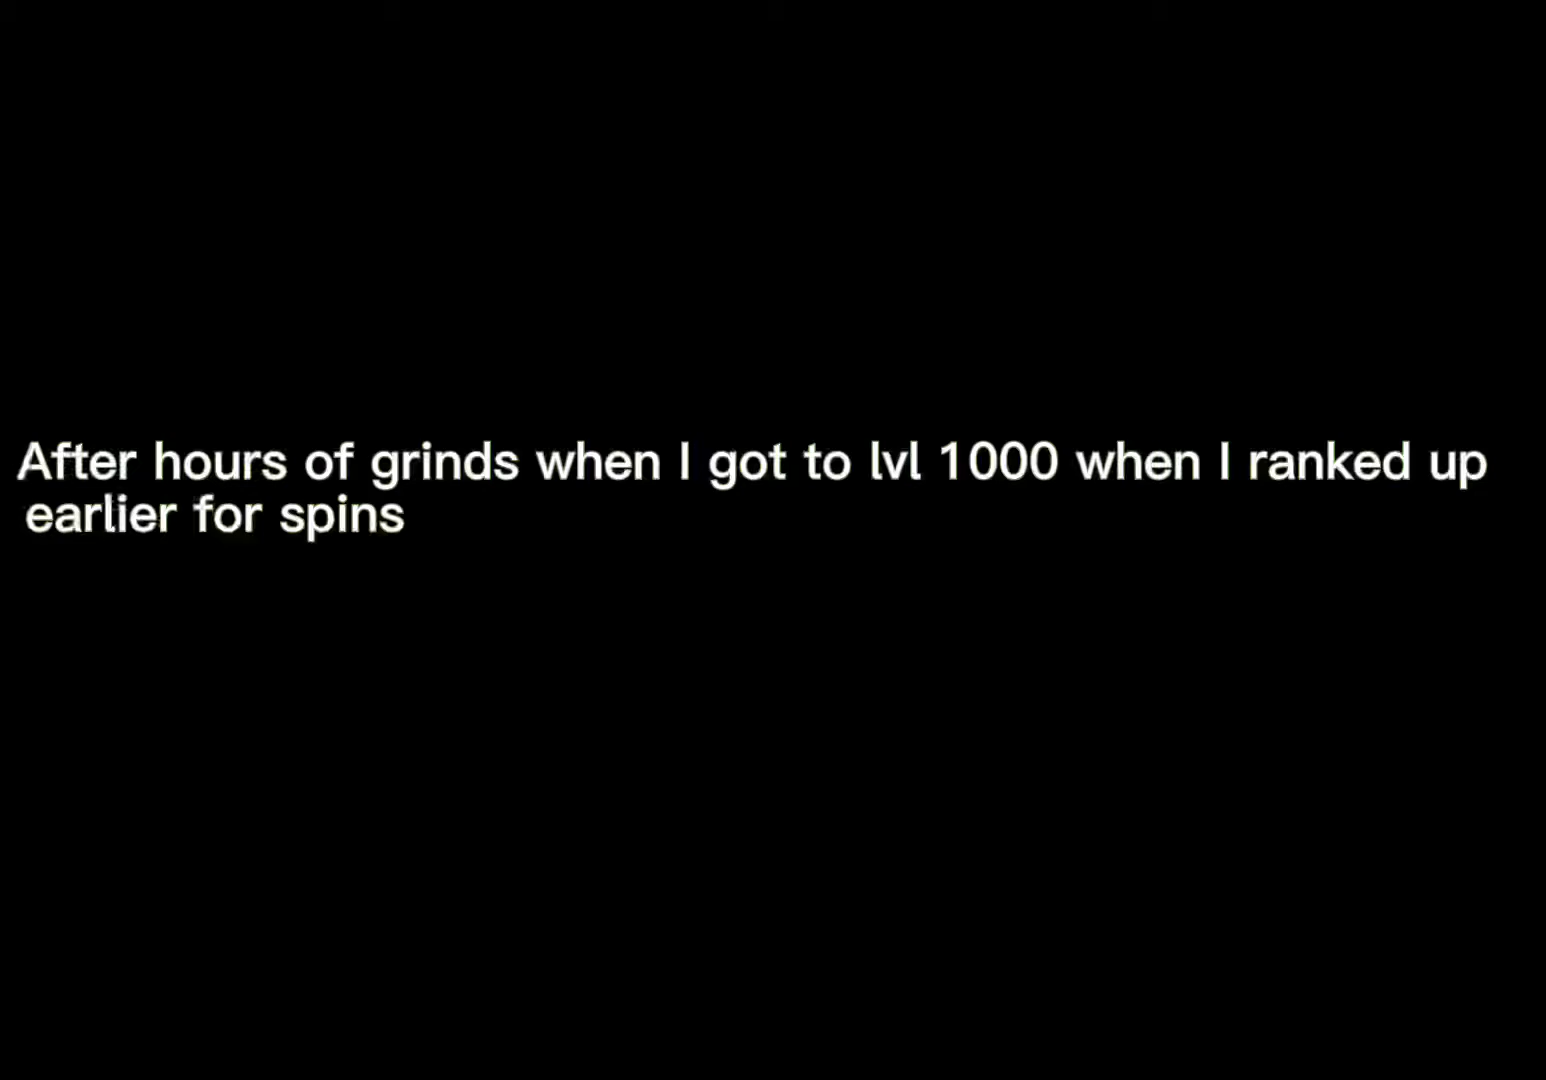 After hours of grinds when I got to lvl 1000 when I ranked up
earlier for spins